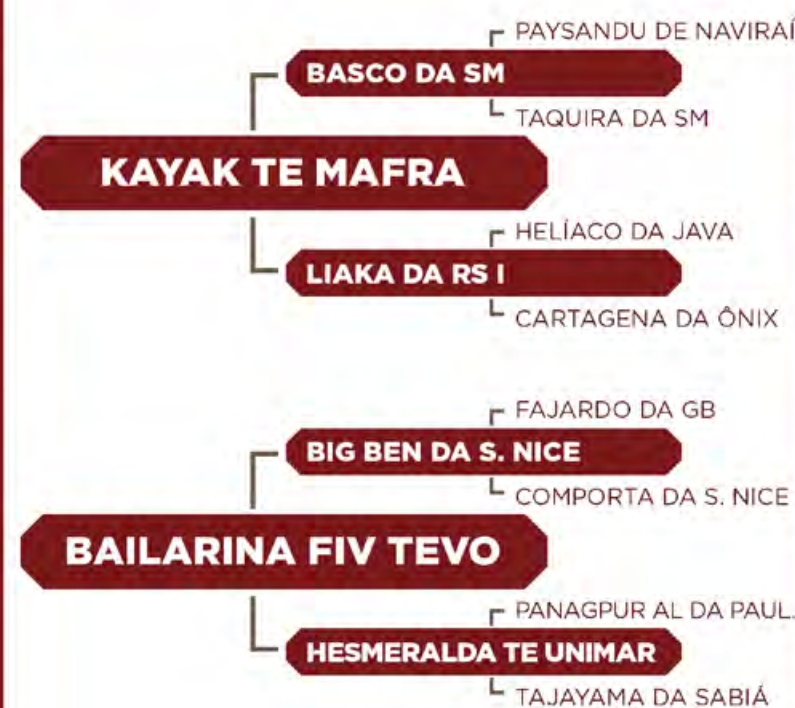 PAYSANDU DE NAVIRAÍ
BASCO DA SM
TAQUIRA DA SM
KAYAK TE MAFRA
HELÍACO DA JAVA
LIAKA DA RS I
CARTAGENA DA ÔNIX
FAJARDO DA GB
BIG BEN DA S. NICE
COMPORTA DA S. NICE
BAILARINA FIV TEVO
PANAGPUR AL DA PAUL.
HESMERALDA TE UNIMAR
TAJAYAMA DA SABIÁ